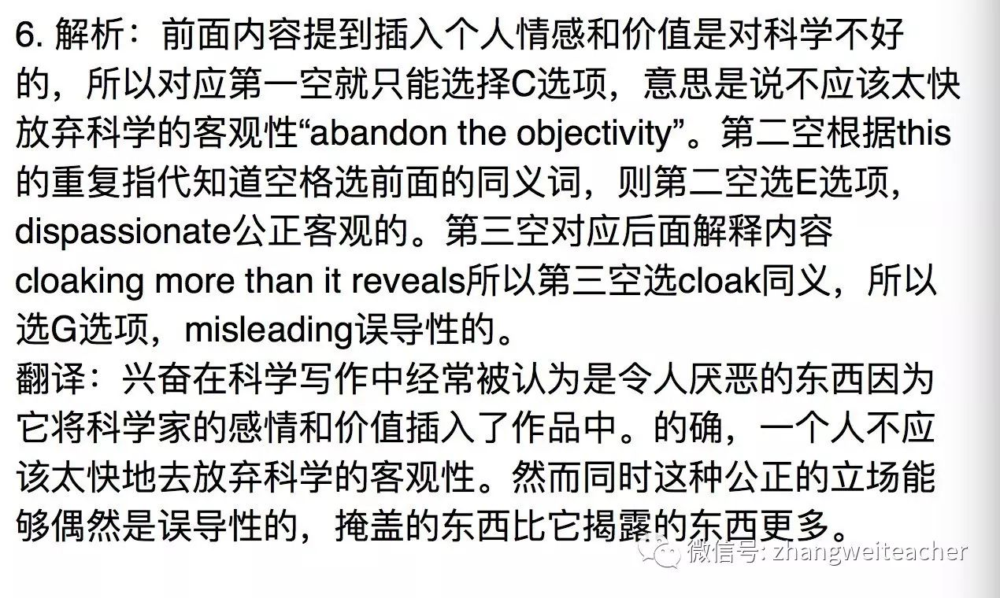 6. 解析：前面内容提到插入个人情感和价值是对科学不好
的，所以对应第一空就只能选择C选项，意思是说不应该太快
放弃科学的客观性“abandon the objectivity”。第二空根据this
的重复指代知道空格选前面的同义词，则第二空选E选项，
dispassionate公正客观的。第三空对应后面解释内容
cloaking more than it reveals所以第三空选cloak同义，所以
选G选项，misleading误导性的。
翻译：兴奋在科学写作中经常被认为是令人厌恶的东西因为
它将科学家的感情和价值插入了作品中。的确，一个人不应
该太快地去放弃科学的客观性。然而同时这种公正的立场能
够偶然是误导性的，掩盖的东西比它揭露的东西更多。
微信号: zhangweiteacher